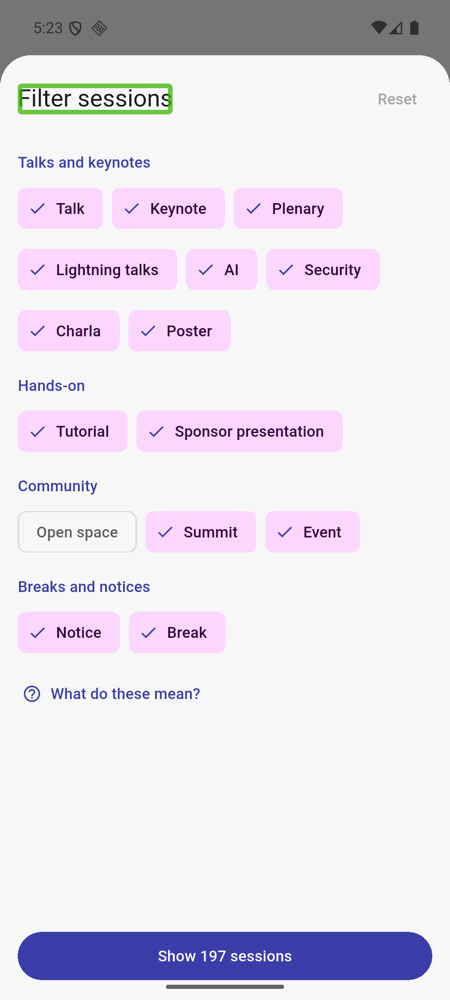 5:23
Filter sessions
Reset
Talks and keynotes
Talk
Keynote
Plenary
Lightning talks
AI
Security
Charla
Poster
Hands-on
Tutorial
Sponsor presentation
Community
Open space
Summit
Event
Breaks and notices
Notice
Break
What do these mean?
Show 197 sessions